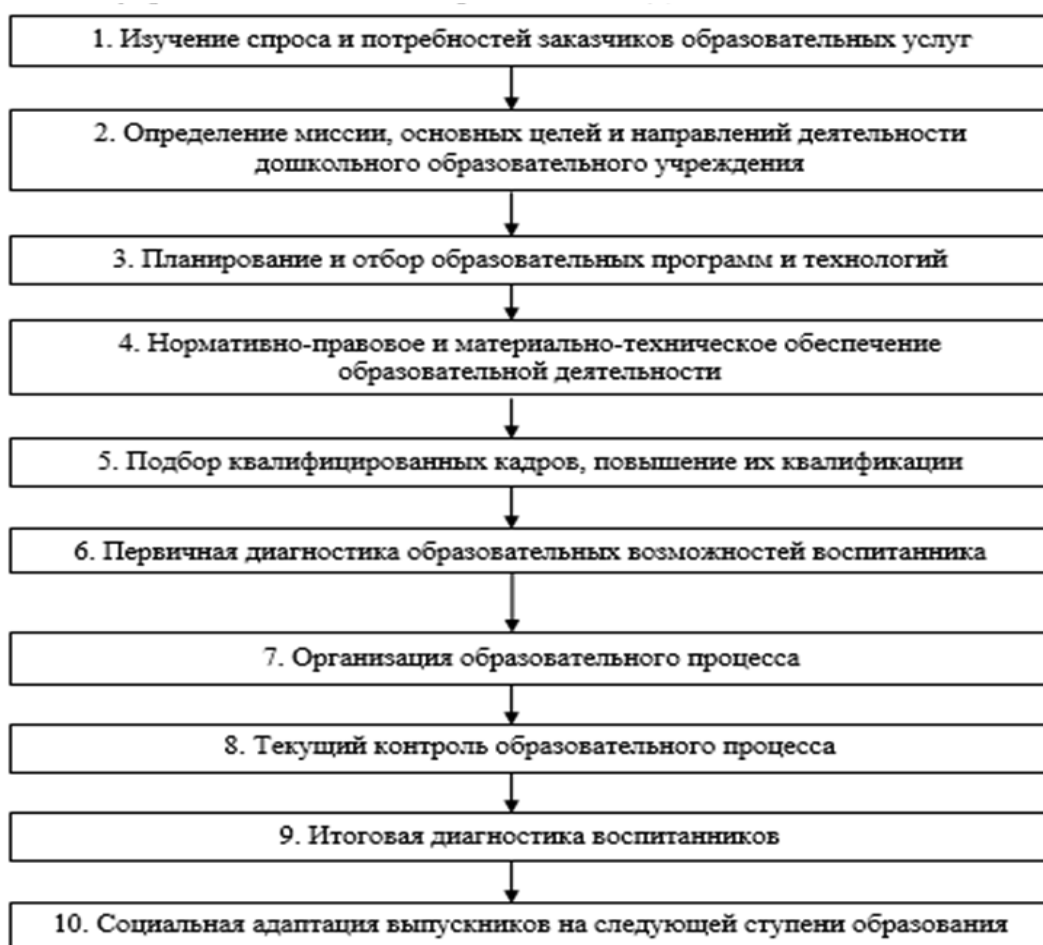 1. Изучение спроса и потребностей заказчиков образовательных услуг
2. Определение миссии, основных целей и направлений деятельности
дошкольного образовательного учреждения
3. Планирование и отбор образовательных программ и технологий
4. Нормативно-правовое и материально-техническое обеспечение
образовательной деятельности
5. Подбор квалифицированных кадров, повышение их квалификации
6. Первичная диагностика образовательных возможностей воспитанника
7. Организация образовательного процесса
8. Текущий контроль образовательного процесса
9. Итоговая диагностика воспитанников
10. Социальная адаптация выпускников на следующей ступени образования